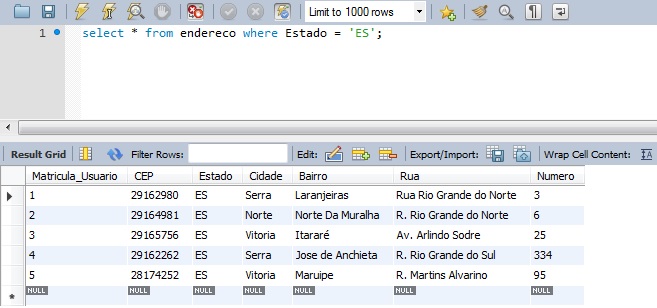 Limit to 1000 rows
1 select * from endereco where Estado = 'ES';
Result Grid Filter Rows: Edit: Export/Import: Wrap Cell Content:
Matricula_Usuario CEP Estado Cidade Bairro Rua Numero
1 29162980 ES Serra Laranjeiras Rua Rio Grande do Norte 3
2 29164981 ES Norte Norte Da Muralha R. Rio Grande do Norte 6
3 29165756 ES Vitoria Itararé Av. Arlindo Sodre 25
4 29162262 ES Serra Jose de Anchieta R. Rio Grande do Sul 334
5 28174252 ES Vitoria Maruipe R. Martins Alvarino 95
NULL NULL NULL NULL NULL NULL NULL